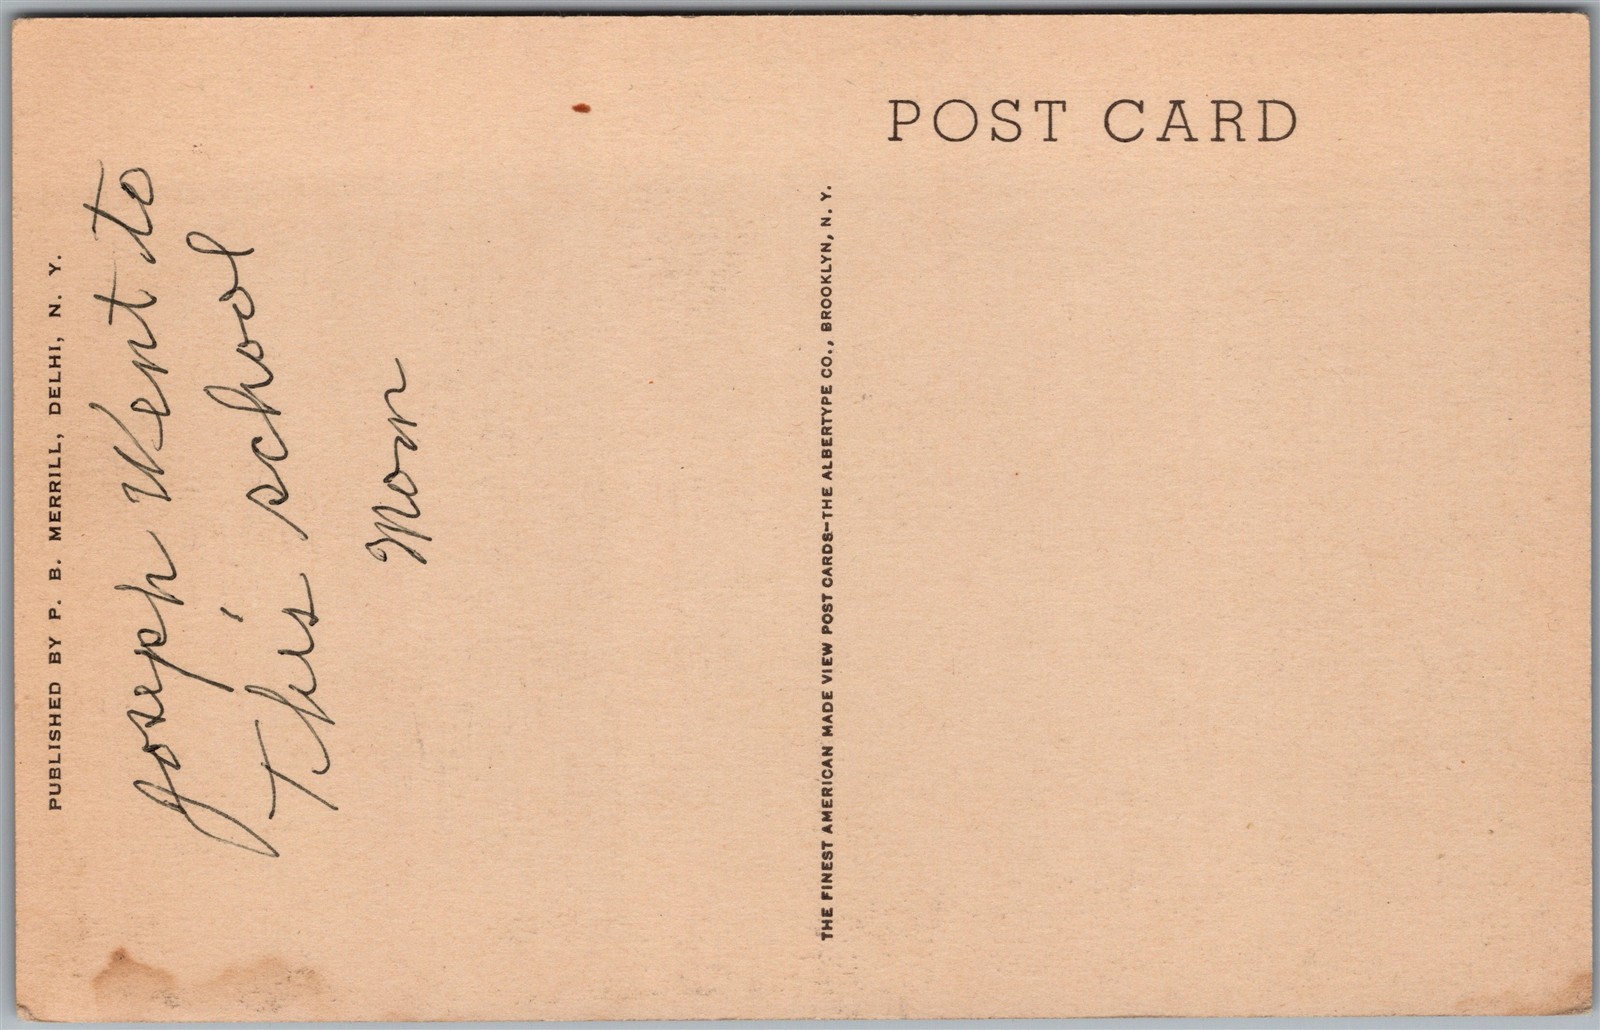 PUBLISHED BY P. B. MERRILL, DELHI, N. Y.
Joseph Went to
This school
Mom
POST CARD
THE FINEST AMERICAN MADE VIEW POST CARDS—THE ALBERTYPE CO., BROOKLYN, N. Y.